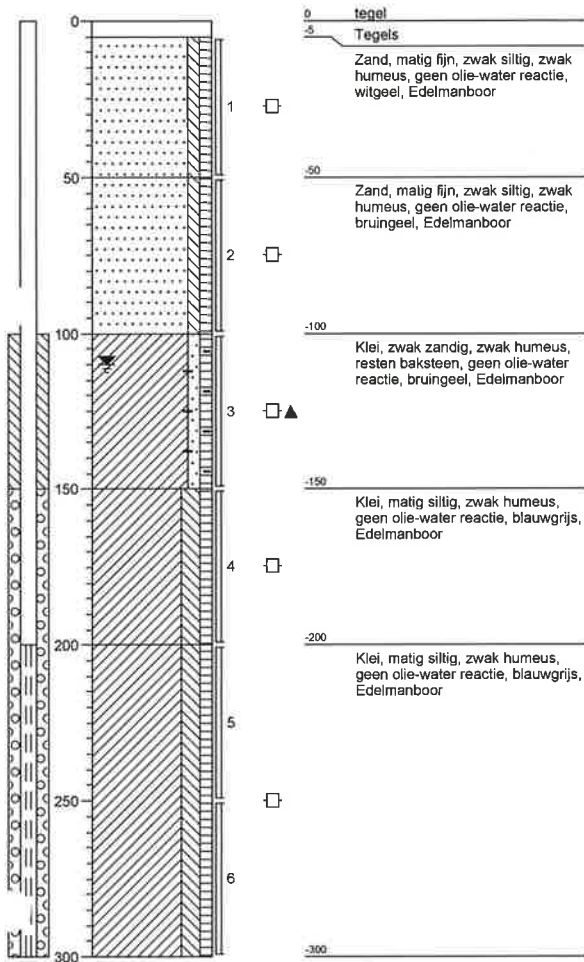 0
tegel
0
-5
Tegels
Zand, matig fijn, zwak siltig, zwak
humeus, geen olie-water reactie,
witgeel, Edelmanboor
1
50
-50
Zand, matig fijn, zwak siltig, zwak
humeus, geen olie-water reactie,
bruingeel, Edelmanboor
2
100
-100
Klei, zwak zandig, zwak humeus,
resten baksteen, geen olie-water
reactie, bruingeel, Edelmanboor
3
150
-150
Klei, matig siltig, zwak humeus,
geen olie-water reactie, blauwgrijs,
Edelmanboor
4
200
-200
Klei, matig siltig, zwak humeus,
geen olie-water reactie, blauwgrijs,
Edelmanboor
5
250
6
300
-300